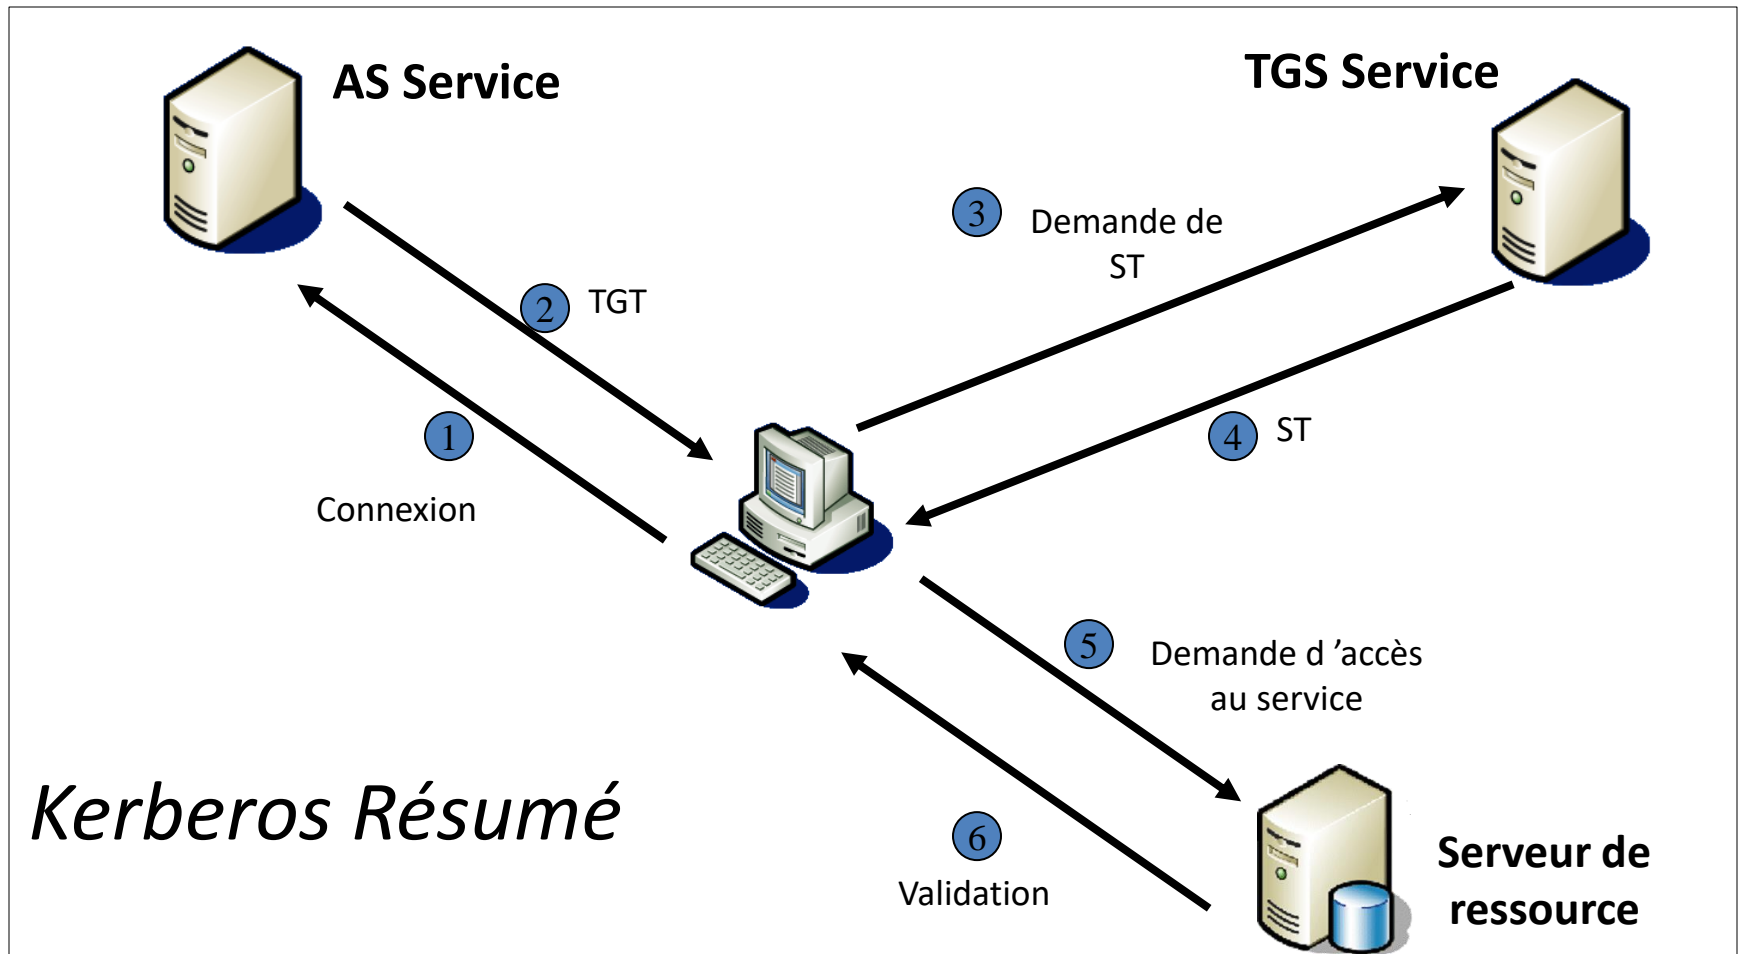 AS Service
TGS Service
3
Demande de
ST
2
TGT
1
4
ST
Connexion
5
Demande d ’accès
au service
Kerberos Résumé
6
Validation
Serveur de
ressource